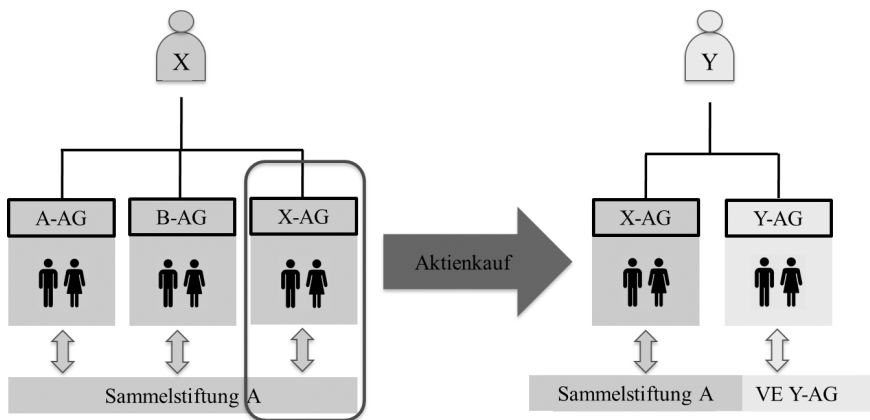 X
Y
A-AG
B-AG
X-AG
X-AG
Y-AG
Aktienkauf
Sammelstiftung A
Sammelstiftung A
VE Y-AG